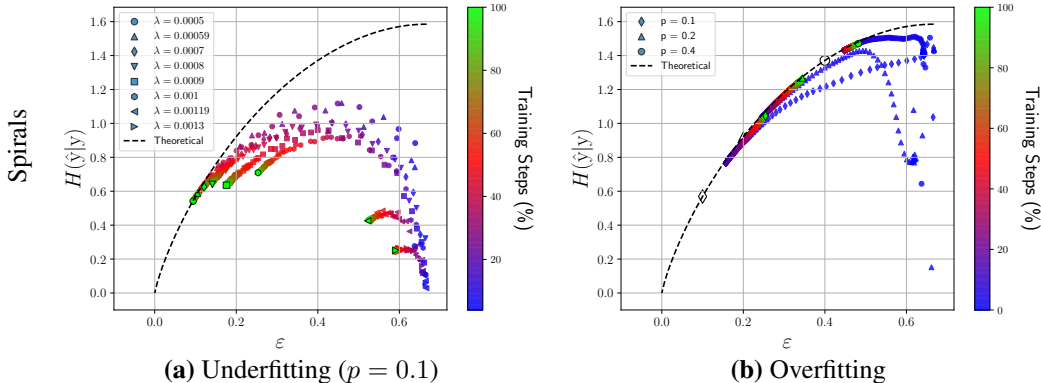 Spirals
H(ŷ|y)
1.6
1.4
1.2
1.0
0.8
0.6
0.4
0.2
0.0
λ = 0.0005
λ = 0.00059
λ = 0.0007
λ = 0.0008
λ = 0.0009
λ = 0.001
λ = 0.00119
λ = 0.0013
Theoretical
0.0 0.2 0.4 0.6
ε
100
80
60
40
20
Training Steps (%)
(a) Underfitting (p = 0.1)
H(ŷ|y)
1.6
1.4
1.2
1.0
0.8
0.6
0.4
0.2
0.0
p = 0.1
p = 0.2
p = 0.4
Theoretical
0.0 0.2 0.4 0.6
ε
100
80
60
40
20
0
Training Steps (%)
(b) Overfitting